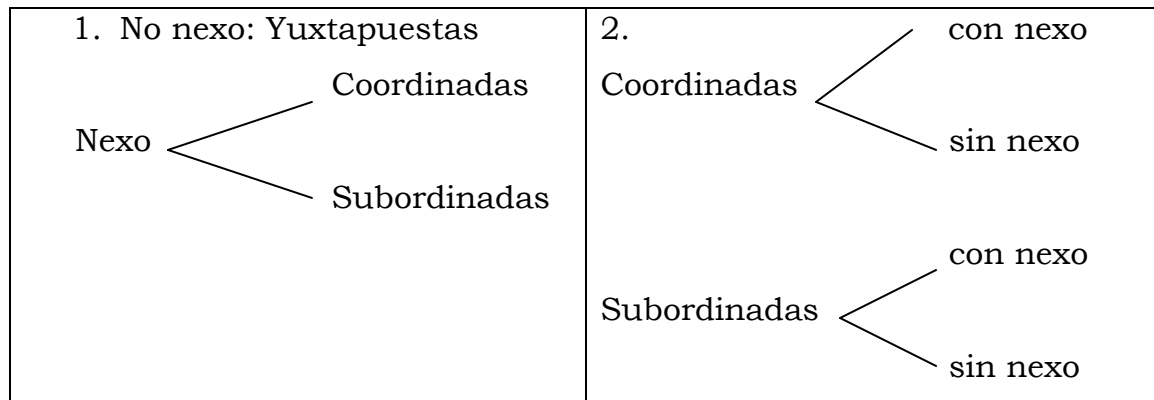 1. No nexo: Yuxtapuestas
Coordinadas
Nexo
Subordinadas
2.
con nexo
Coordinadas
sin nexo
con nexo
Subordinadas
sin nexo